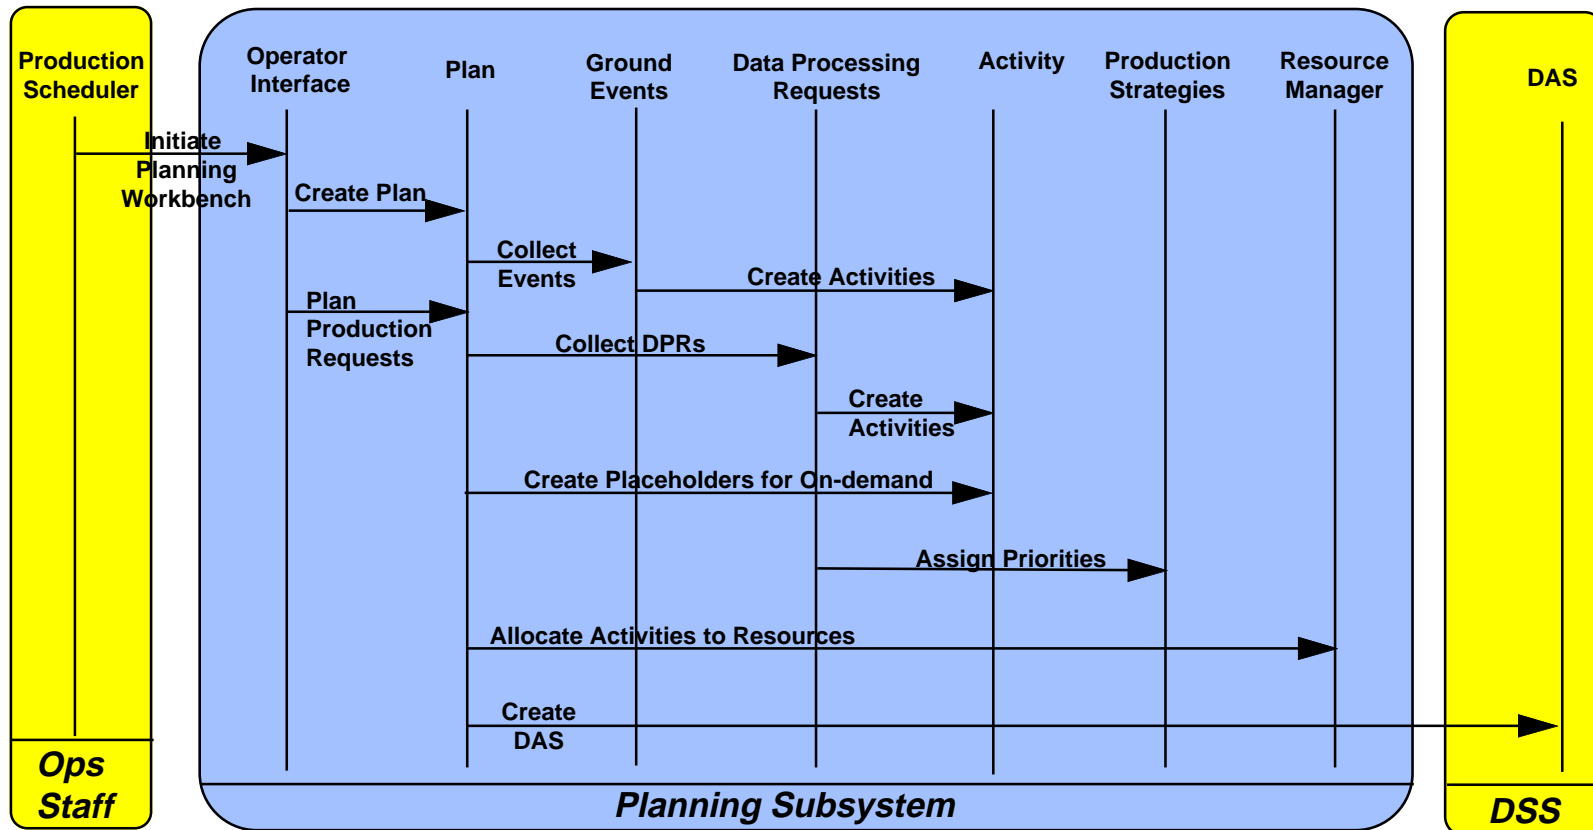 Production
Scheduler
Operator
Interface
Plan
Ground
Events
Data Processing
Requests
Activity
Production
Strategies
Resource
Manager
DAS
Initiate
Planning
Workbench
Create Plan
Collect
Events
Create Activities
Plan
Production
Requests
Collect DPRs
Create
Activities
Create Placeholders for On-demand
Assign Priorities
Allocate Activities to Resources
Create
DAS
Ops
Staff
Planning Subsystem
DSS